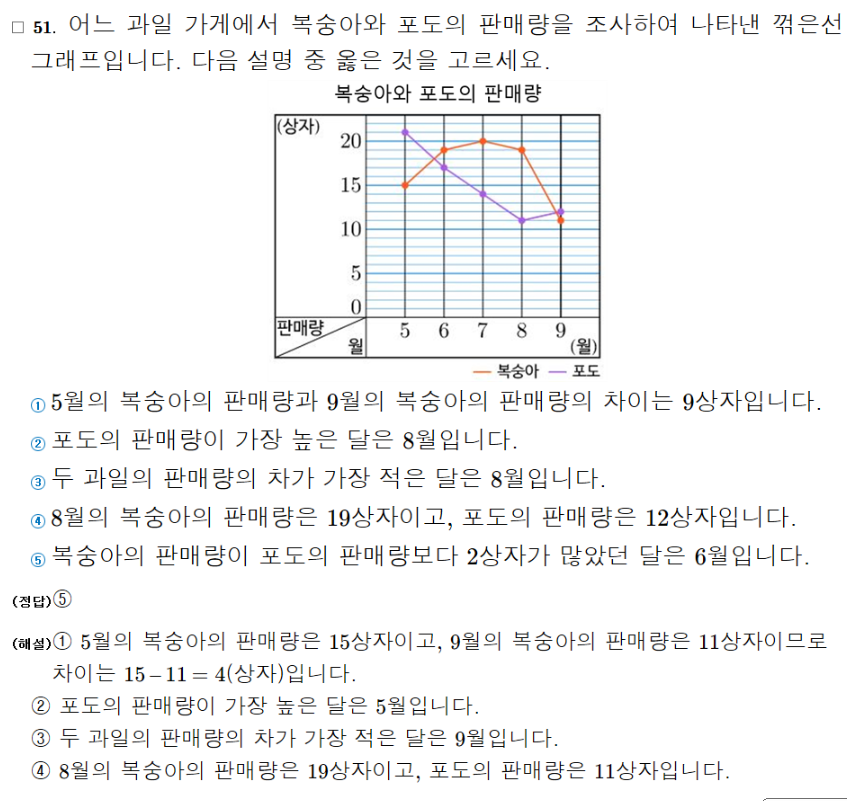 □ 51. 어느 과일 가게에서 복숭아와 포도의 판매량을 조사하여 나타낸 꺾은선
그래프입니다. 다음 설명 중 옳은 것을 고르세요.
복숭아와 포도의 판매량
(상자)
20
15
10
5
0
판매량
월
5 6 7 8 9
(월)
복숭아 포도
① 5월의 복숭아의 판매량과 9월의 복숭아의 판매량의 차이는 9상자입니다.
② 포도의 판매량이 가장 높은 달은 8월입니다.
③ 두 과일의 판매량의 차가 가장 적은 달은 8월입니다.
④ 8월의 복숭아의 판매량은 19상자이고, 포도의 판매량은 12상자입니다.
⑤ 복숭아의 판매량이 포도의 판매량보다 2상자가 많았던 달은 6월입니다.
(정답)⑤
(해설)① 5월의 복숭아의 판매량은 15상자이고, 9월의 복숭아의 판매량은 11상자이므로
차이는 15-11=4(상자)입니다.
② 포도의 판매량이 가장 높은 달은 5월입니다.
③ 두 과일의 판매량의 차가 가장 적은 달은 9월입니다.
④ 8월의 복숭아의 판매량은 19상자이고, 포도의 판매량은 11상자입니다.